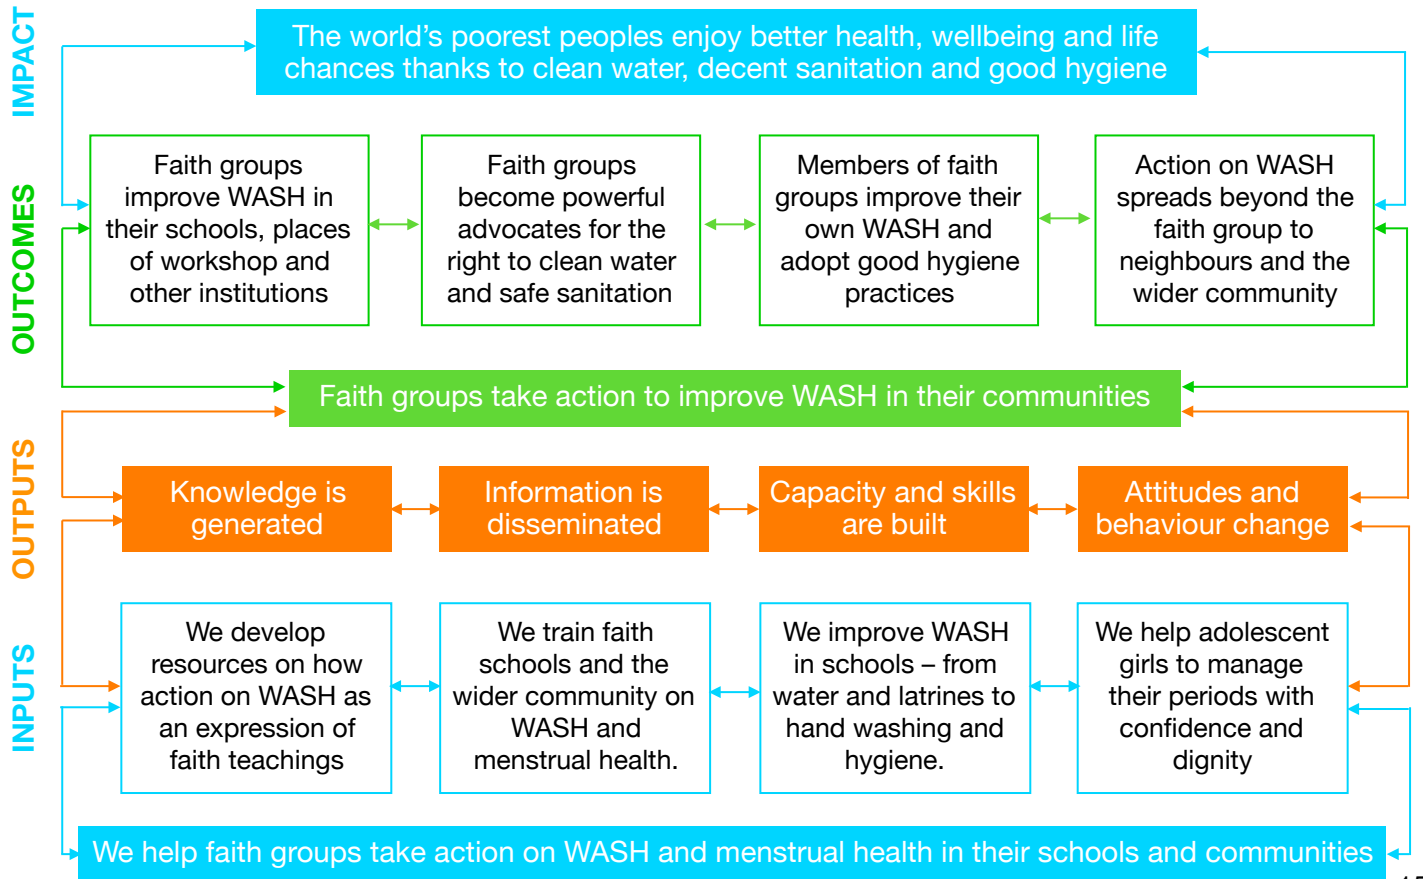 IMPACT
The world's poorest peoples enjoy better health, wellbeing and life
chances thanks to clean water, decent sanitation and good hygiene
OUTCOMES
Faith groups
improve WASH in
their schools, places
of workshop and
other institutions
Faith groups
become powerful
advocates for the
right to clean water
and safe sanitation
Members of faith
groups improve their
own WASH and
adopt good hygiene
practices
Action on WASH
spreads beyond the
faith group to
neighbours and the
wider community
Faith groups take action to improve WASH in their communities
OUTPUTS
Knowledge is
generated
Information is
disseminated
Capacity and skills
are built
Attitudes and
behaviour change
INPUTS
We develop
resources on how
action on WASH as
an expression of
faith teachings
We train faith
schools and the
wider community on
WASH and
menstrual health.
We improve WASH
in schools – from
water and latrines to
hand washing and
hygiene.
We help adolescent
girls to manage
their periods with
confidence and
dignity
We help faith groups take action on WASH and menstrual health in their schools and communities